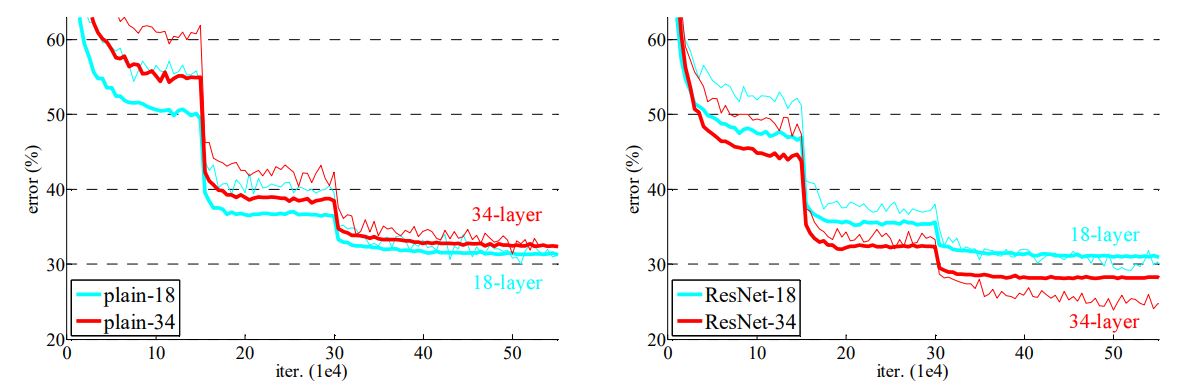 60
50
40
30
20
error (%)
0
10
20
30
40
50
iter. (1e4)
34-layer
18-layer
plain-18
plain-34
60
50
40
30
20
error (%)
0
10
20
30
40
50
iter. (1e4)
18-layer
34-layer
ResNet-18
ResNet-34